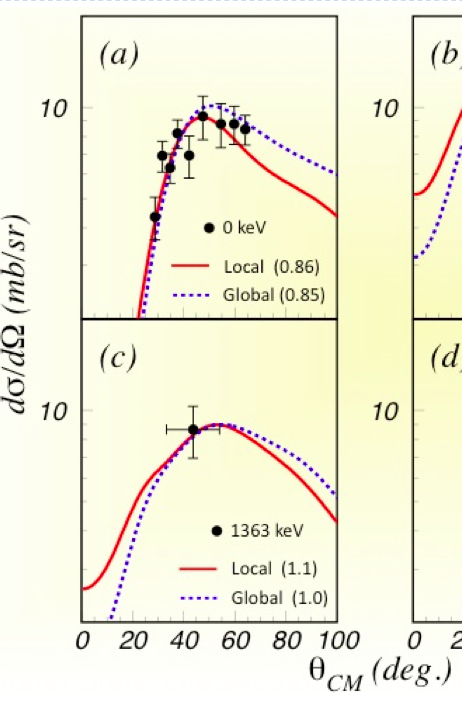 (a)
10
0 keV
Local (0.86)
Global (0.85)
dσ/dΩ (mb/sr)
(c)
10
1363 keV
Local (1.1)
Global (1.0)
0 20 40 60 80 100
θCM (deg.)
(b
10
(d
10
0 2